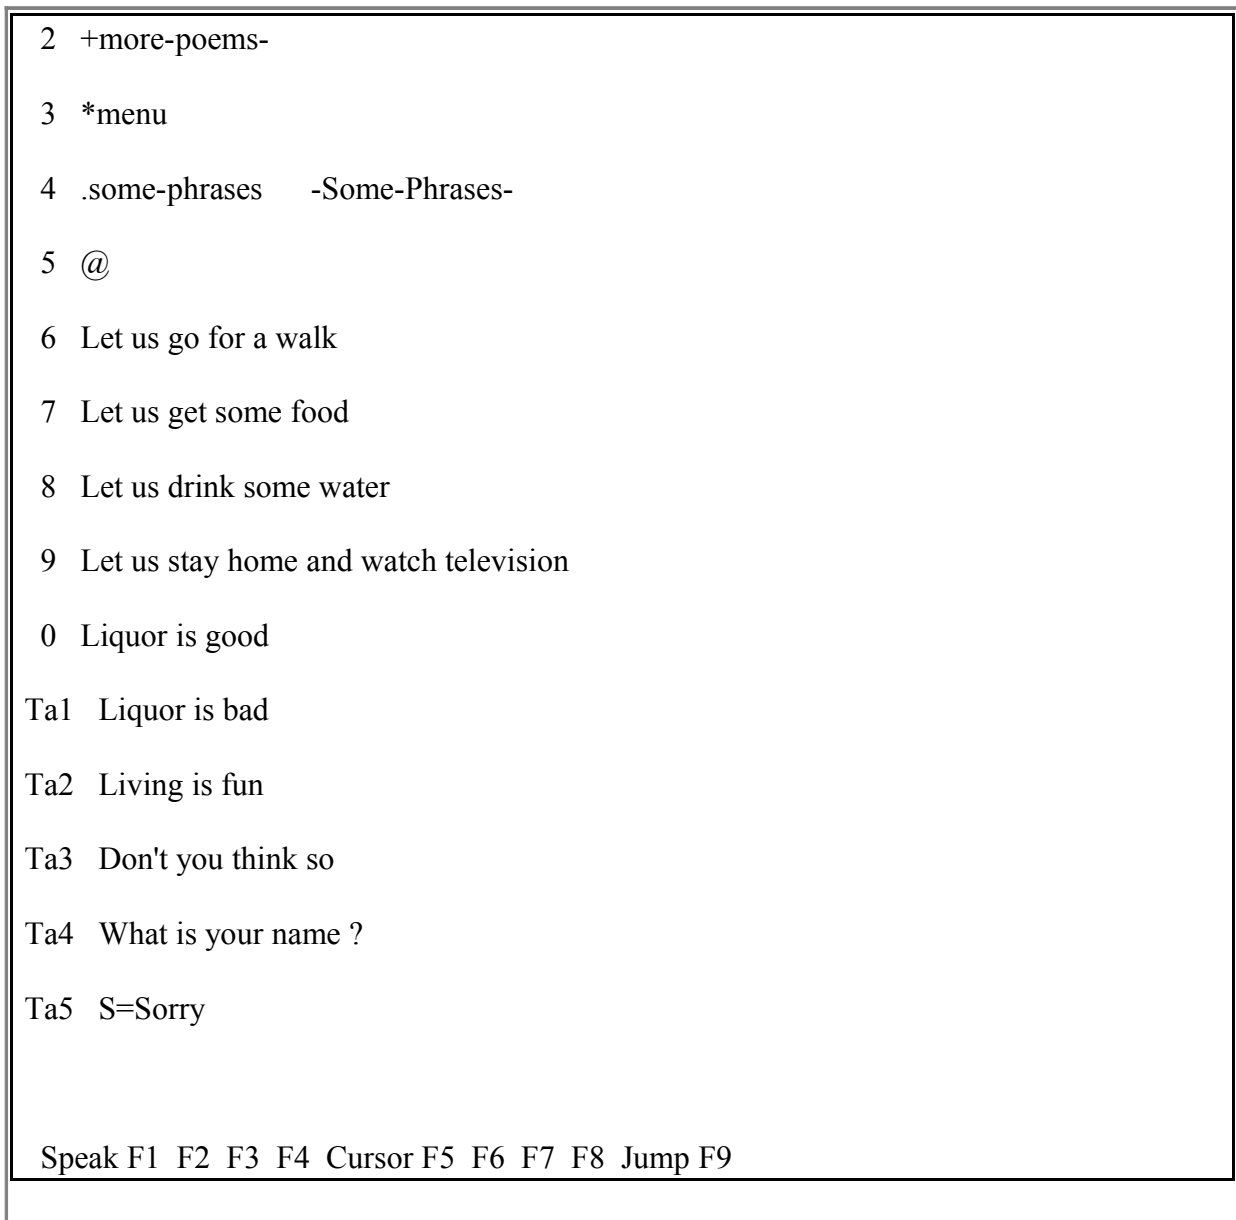 2 +more-poems-
3 *menu
4 .some-phrases -Some-Phrases-
5 @
6 Let us go for a walk
7 Let us get some food
8 Let us drink some water
9 Let us stay home and watch television
0 Liquor is good
Ta1 Liquor is bad
Ta2 Living is fun
Ta3 Don't you think so
Ta4 What is your name ?
Ta5 S=Sorry
Speak F1 F2 F3 F4 Cursor F5 F6 F7 F8 Jump F9